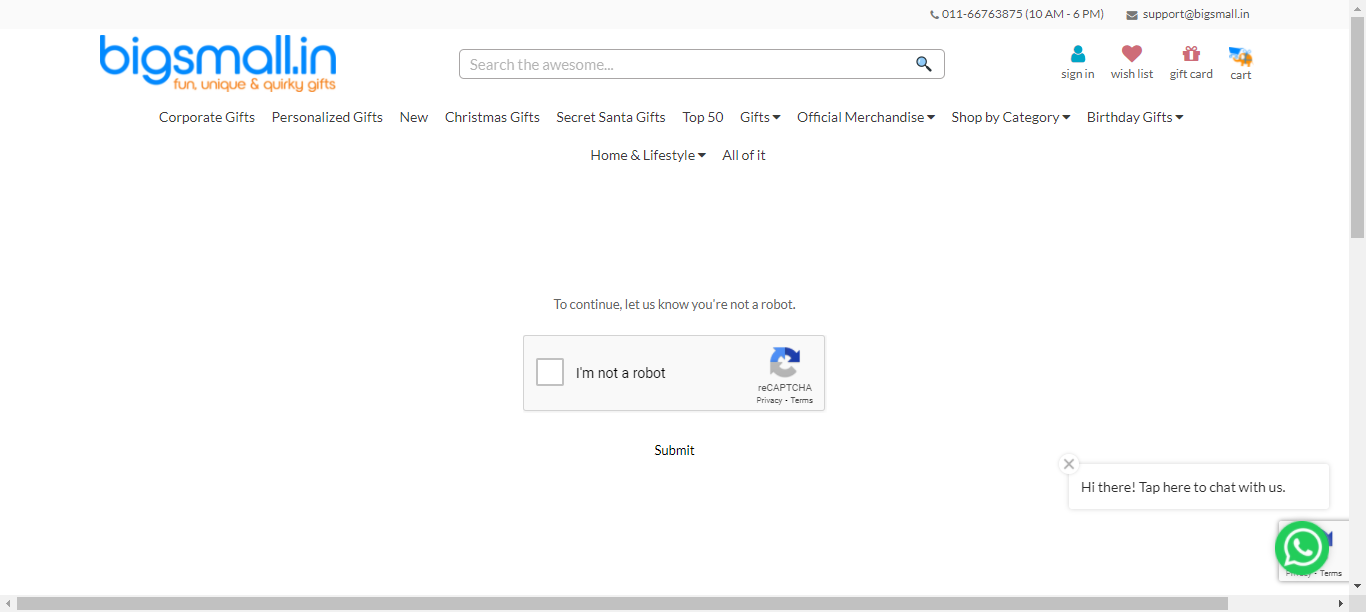 011-66763875 (10 AM - 6 PM) support@bigsmall.in
bigsmall.in
fun, unique & quirky gifts
Search the awesome...
sign in wish list gift card cart
Corporate Gifts Personalized Gifts New Christmas Gifts Secret Santa Gifts Top 50 Gifts Official Merchandise Shop by Category Birthday Gifts
Home & Lifestyle All of it
To continue, let us know you're not a robot.
I'm not a robot
reCAPTCHA
Privacy - Terms
Submit
Hi there! Tap here to chat with us.
Privacy - Terms